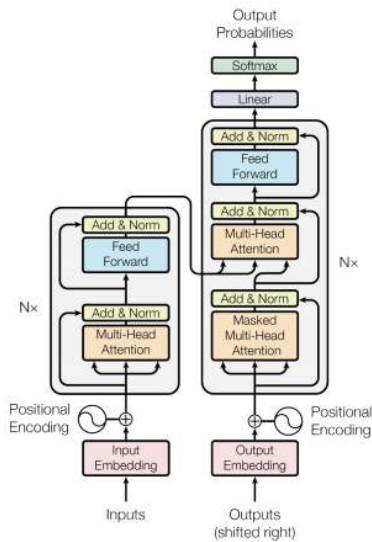 Output
Probabilities
Softmax
Linear
Add & Norm
Feed
Forward
Add & Norm
Multi-Head
Attention
Add & Norm
Masked
Multi-Head
Attention
Nx
Add & Norm
Feed
Forward
Add & Norm
Multi-Head
Attention
Nx
Positional
Encoding
Input
Embedding
Inputs
Positional
Encoding
Output
Embedding
Outputs
(shifted right)